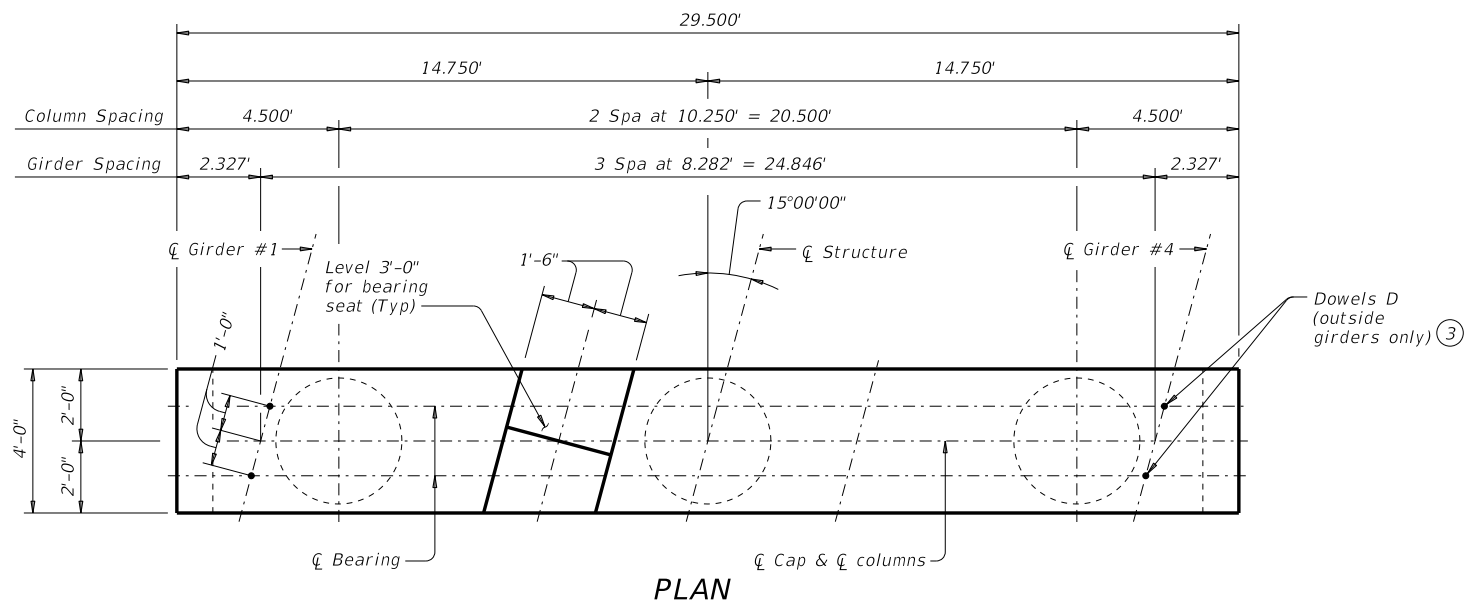 29.500'
14.750'
14.750'
Column Spacing
4.500'
2 Spa at 10.250' = 20.500'
4.500'
Girder Spacing
2.327'
3 Spa at 8.282' = 24.846'
2.327'
15°00'00"
℄ Girder #1
℄ Structure
℄ Girder #4
1'-6"
Level 3'-0"
for bearing
seat (Typ)
Dowels D
(outside
girders only) 3
1'-0"
4'-0"
2'-0"
2'-0"
℄ Bearing
℄ Cap & ℄ columns
PLAN